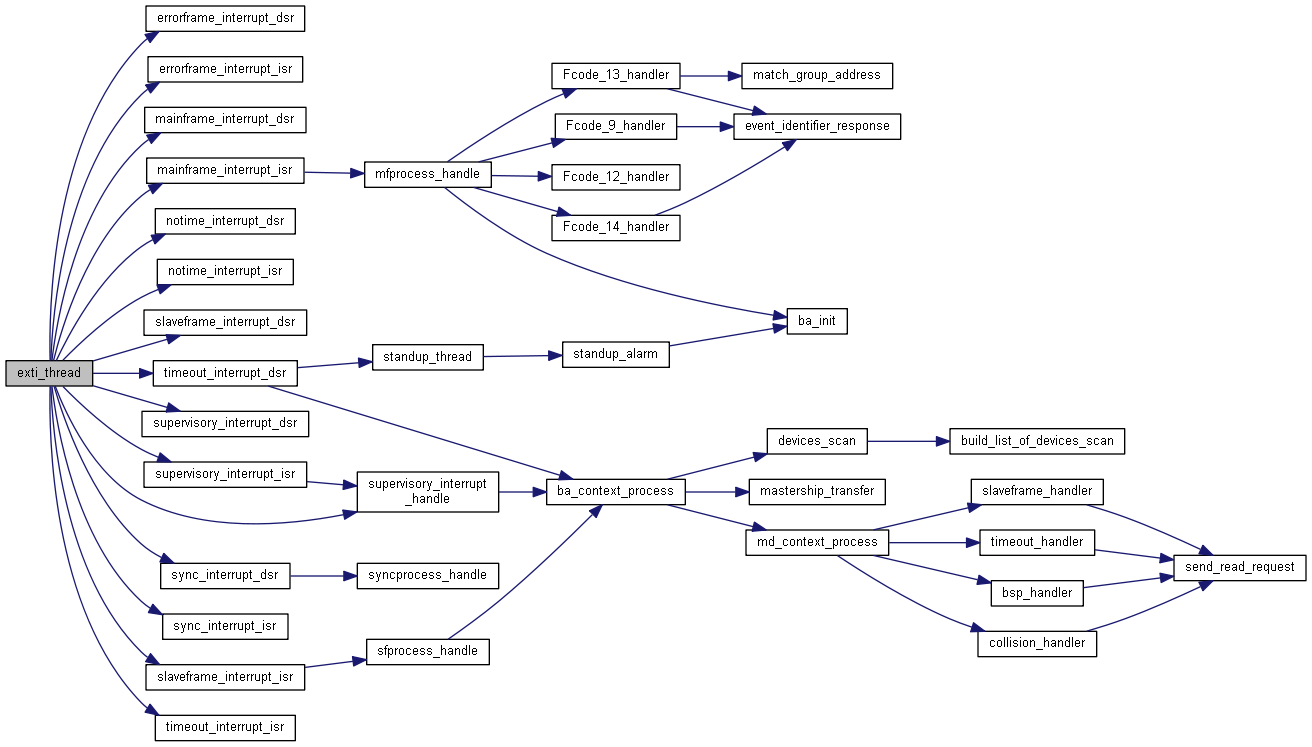 exti_thread
errorframe_interrupt_dsr
errorframe_interrupt_isr
mainframe_interrupt_dsr
mainframe_interrupt_isr
notime_interrupt_dsr
notime_interrupt_isr
slaveframe_interrupt_dsr
timeout_interrupt_dsr
supervisory_interrupt_dsr
supervisory_interrupt_isr
sync_interrupt_dsr
sync_interrupt_isr
slaveframe_interrupt_isr
timeout_interrupt_isr
mfprocess_handle
standup_thread
supervisory_interrupt
_handle
syncprocess_handle
sfprocess_handle
Fcode_13_handler
Fcode_9_handler
Fcode_12_handler
Fcode_14_handler
standup_alarm
ba_context_process
match_group_address
event_identifier_response
ba_init
devices_scan
mastership_transfer
md_context_process
build_list_of_devices_scan
slaveframe_handler
timeout_handler
bsp_handler
collision_handler
send_read_request